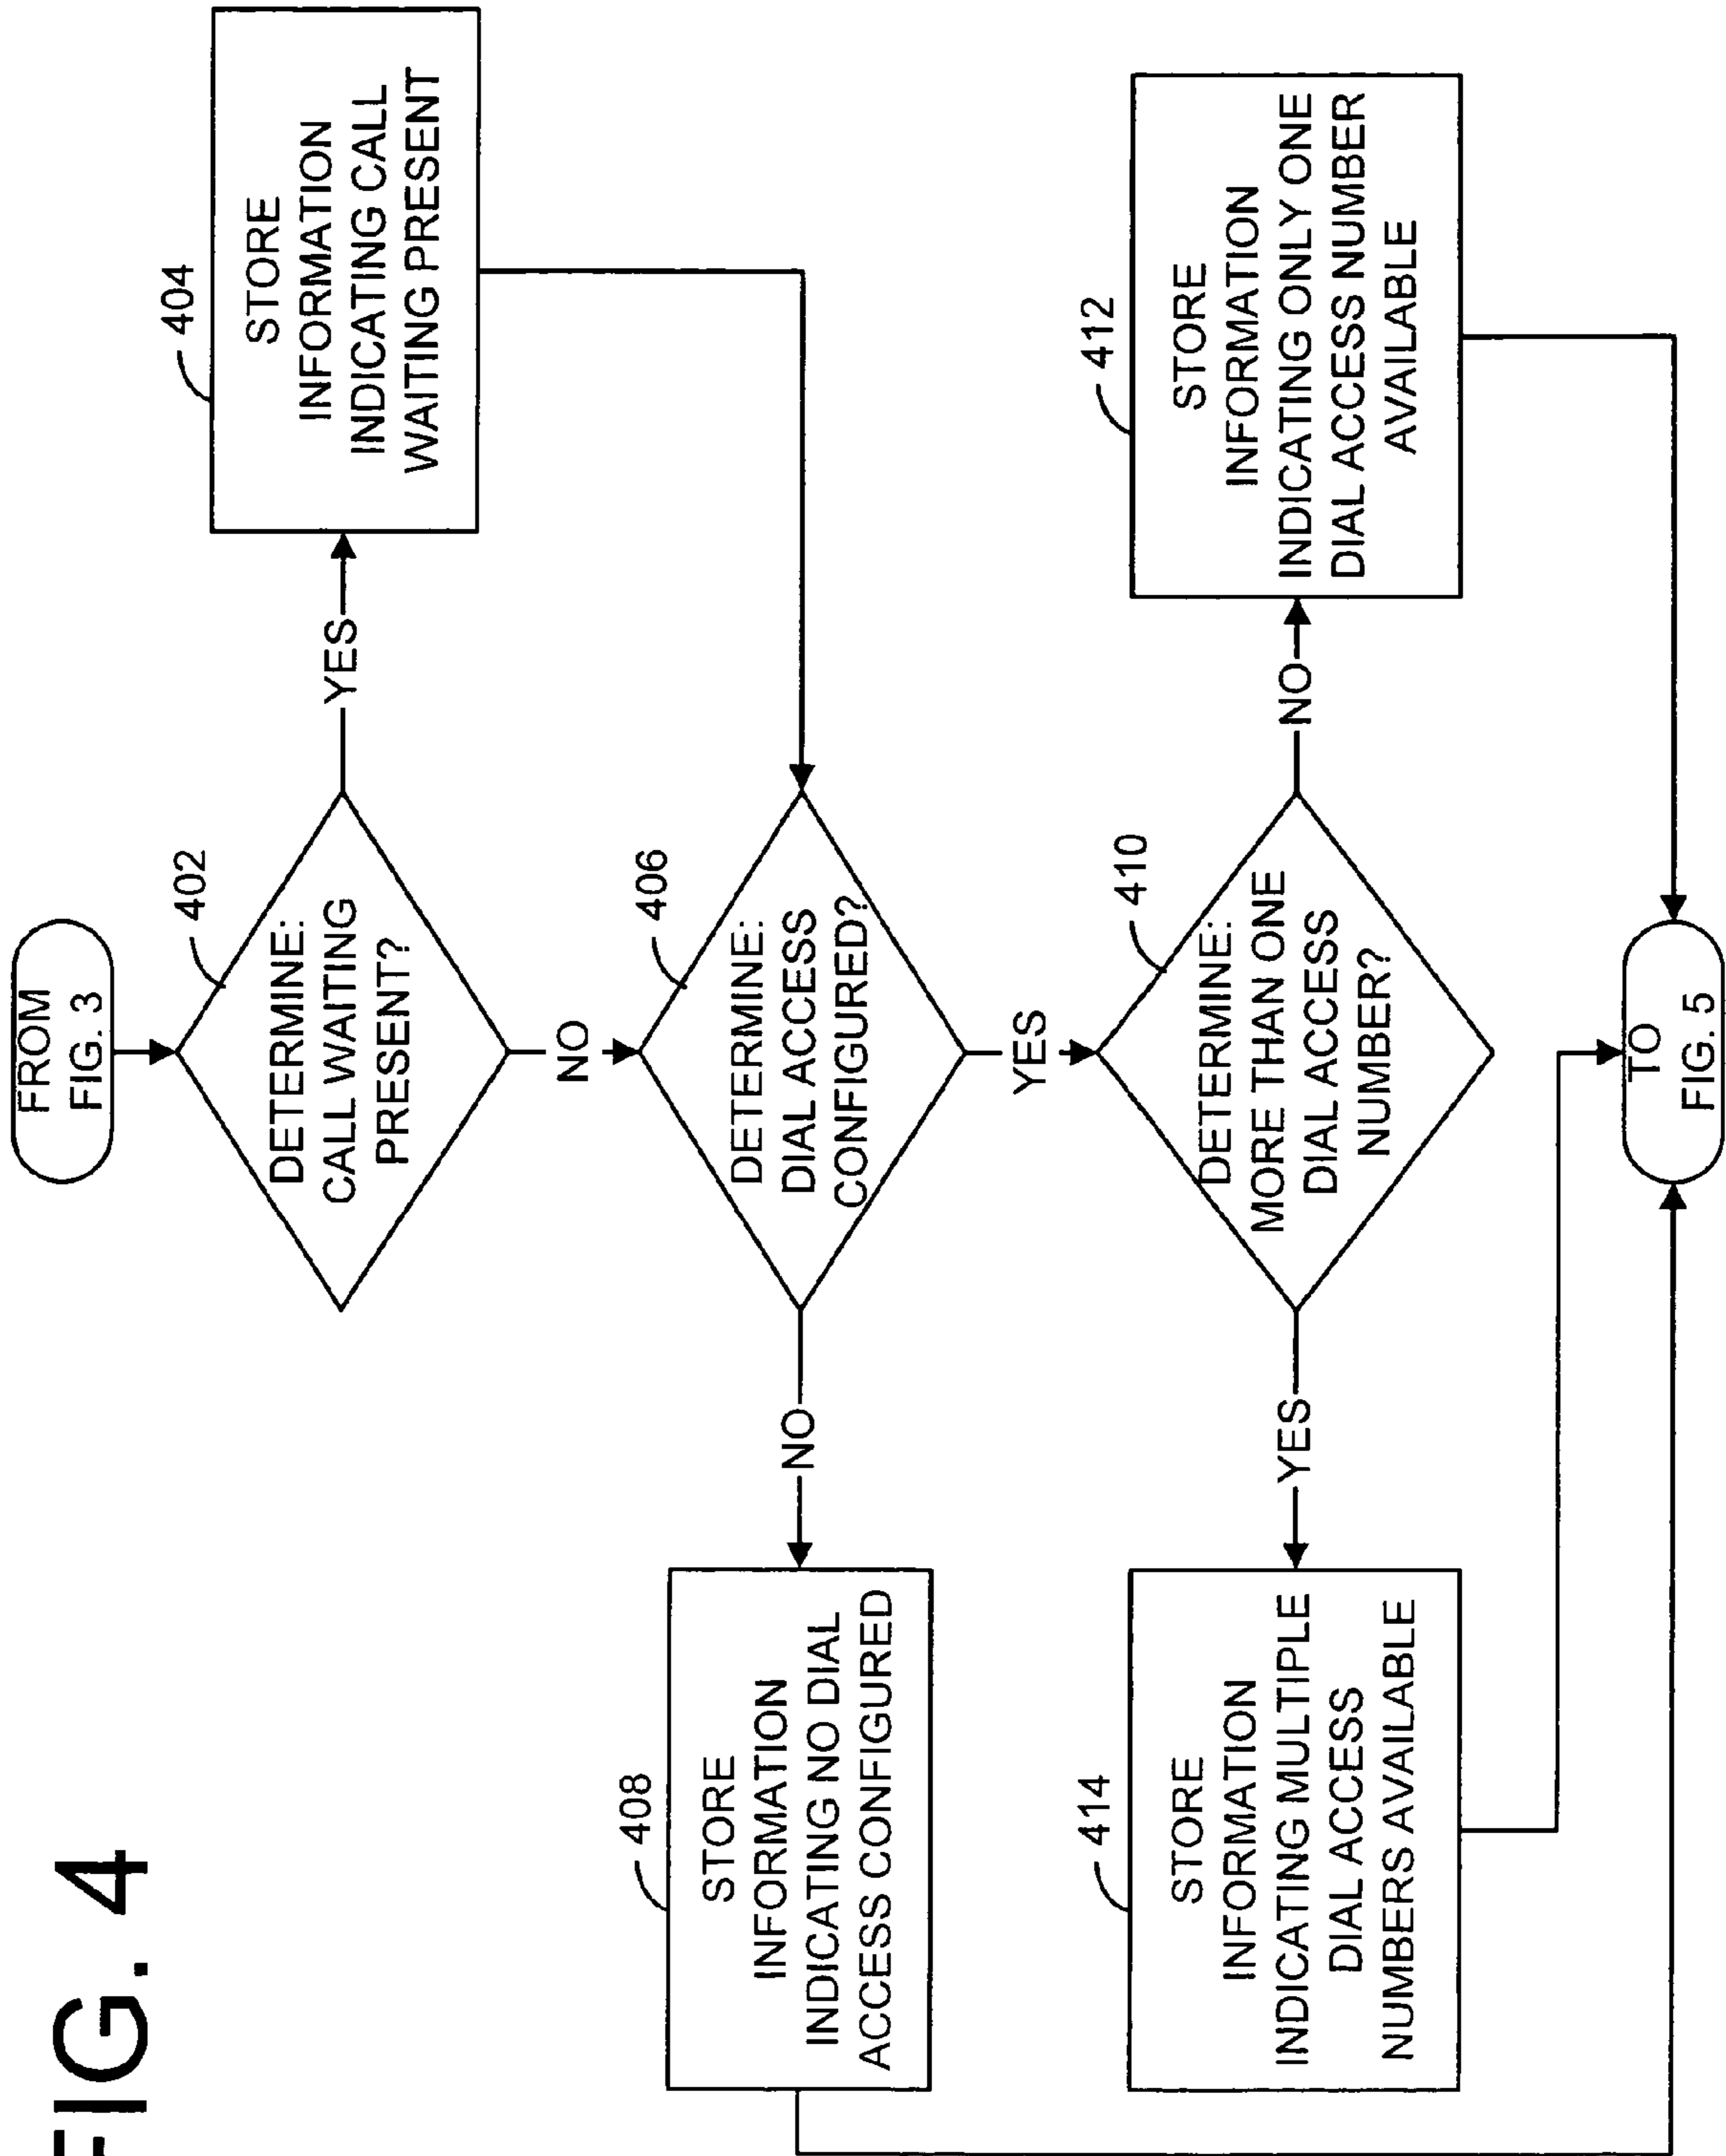 FIG. 4
FROM
FIG. 3
402
DETERMINE:
CALL WAITING
PRESENT?
YES
404
STORE
INFORMATION
INDICATING CALL
WAITING PRESENT
NO
406
DETERMINE:
DIAL ACCESS
CONFIGURED?
NO
408
STORE
INFORMATION
INDICATING NO DIAL
ACCESS CONFIGURED
YES
410
DETERMINE:
MORE THAN ONE
DIAL ACCESS
NUMBER?
NO
412
STORE
INFORMATION
INDICATING ONLY ONE
DIAL ACCESS NUMBER
AVAILABLE
YES
414
STORE
INFORMATION
INDICATING MULTIPLE
DIAL ACCESS
NUMBERS AVAILABLE
TO
FIG. 5